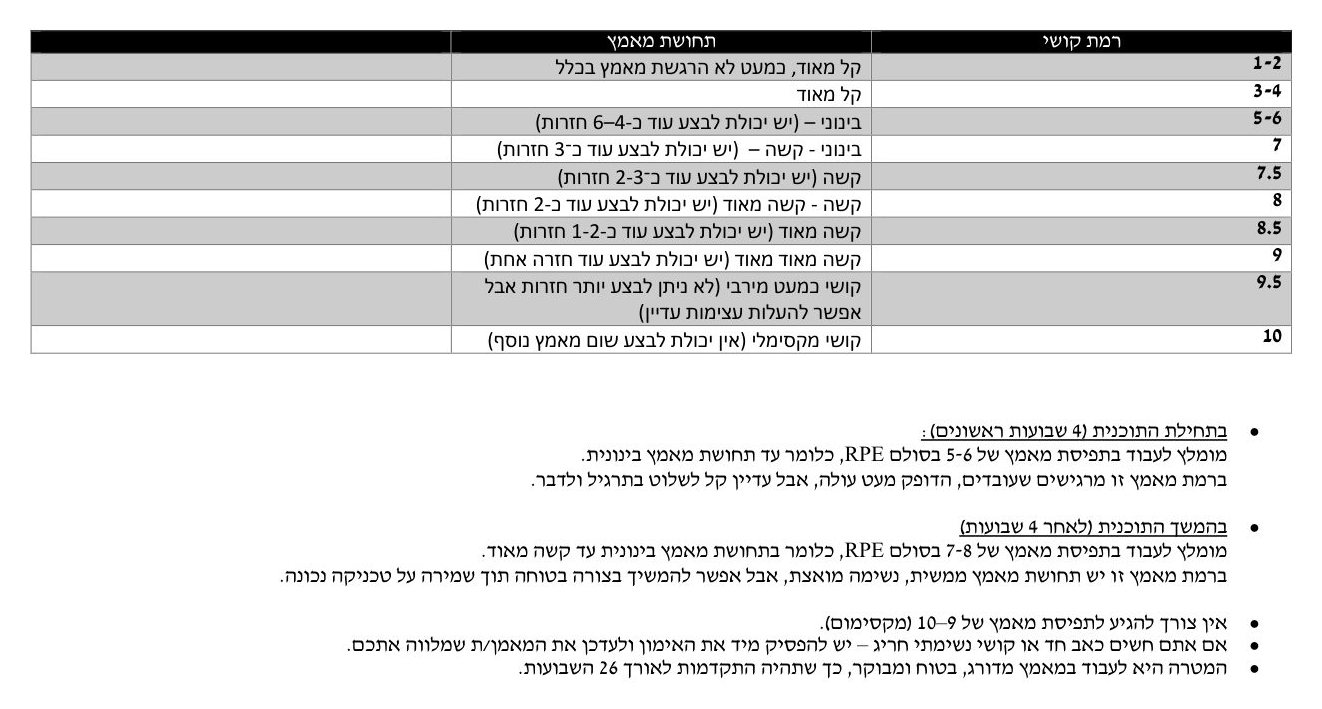 רמת קושי תחושת מאמץ
1-2 קל מאוד, כמעט לא הרגשת מאמץ בכלל
3-4 קל מאוד
5-6 בינוני – (יש יכולת לבצע עוד כ-4–6 חזרות)
7 בינוני - קשה – (יש יכולת לבצע עוד כ־3 חזרות)
7.5 קשה (יש יכולת לבצע עוד כ־2-3 חזרות)
8 קשה - קשה מאוד (יש יכולת לבצע עוד כ-2 חזרות)
8.5 קשה מאוד (יש יכולת לבצע עוד כ-1-2 חזרות)
9 קשה מאוד מאוד (יש יכולת לבצע עוד חזרה אחת)
9.5 קושי כמעט מירבי (לא ניתן לבצע יותר חזרות אבל
אפשר להעלות עצימות עדיין)
10 קושי מקסימלי (אין יכולת לבצע שום מאמץ נוסף)
• בתחילת התוכנית (4 שבועות ראשונים):
מומלץ לעבוד בתפיסת מאמץ של 5-6 בסולם RPE, כלומר עד תחושת מאמץ בינונית.
ברמת מאמץ זו מרגישים שעובדים, הדופק מעט עולה, אבל עדיין קל לשלוט בתרגיל ולדבר.
• בהמשך התוכנית (לאחר 4 שבועות)
מומלץ לעבוד בתפיסת מאמץ של 7-8 בסולם RPE, כלומר בתחושת מאמץ בינונית עד קשה מאוד.
ברמת מאמץ זו יש תחושת מאמץ ממשית, נשימה מואצת, אבל אפשר להמשיך בצורה בטוחה תוך שמירה על טכניקה נכונה.
• אין צורך להגיע לתפיסת מאמץ של 9–10 (מקסימום).
• אם אתם חשים כאב חד או קושי נשימתי חריג – יש להפסיק מיד את האימון ולעדכן את המאמן/ת שמלווה אתכם.
• המטרה היא לעבוד במאמץ מדורג, בטוח ומבוקר, כך שתהיה התקדמות לאורך 26 השבועות.